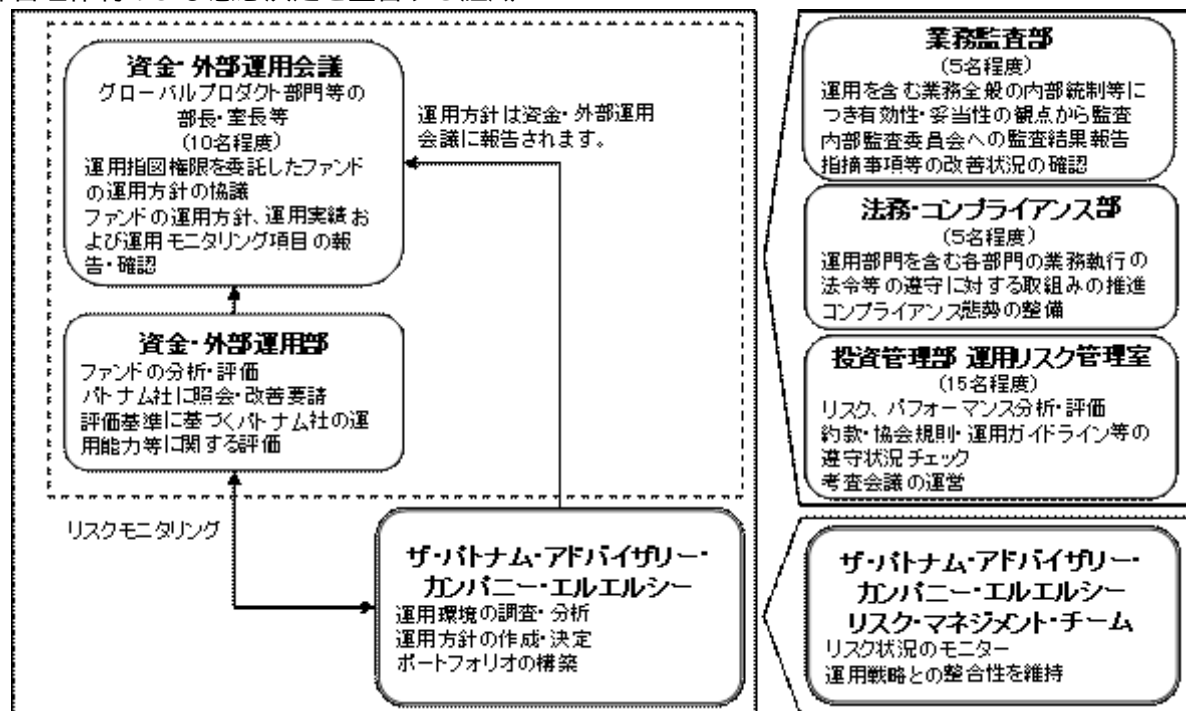 資金・外部運用会議
グローバルプロダクト部門等の
部長・室長等
(10名程度)
運用指図権限を委託したファンド
の運用方針の協議
ファンドの運用方針、運用実績お
よび運用モニタリング項目の報
告・確認
運用方針は資金・外部運用
会議に報告されます。
資金・外部運用部
ファンドの分析・評価
パトナム社に照会・改善要請
評価基準に基づくパトナム社の運
用能力等に関する評価
リスクモニタリング
ザ・パトナム・アドバイザリー・
カンパニー・エルエルシー
運用環境の調査・分析
運用方針の作成・決定
ポートフォリオの構築
業務監査部
(5名程度)
運用を含む業務全般の内部統制等に
つき有効性・妥当性の観点から監査
内部監査委員会への監査結果報告
指摘事項等の改善状況の確認
法務・コンプライアンス部
(5名程度)
運用部門を含む各部門の業務執行の
法令等の遵守に対する取組みの推進
コンプライアンス態勢の整備
投資管理部 運用リスク管理室
(15名程度)
リスク、パフォーマンス分析・評価
約款・協会規則・運用ガイドライン等の
遵守状況チェック
考査会議の運営
ザ・パトナム・アドバイザリー・
カンパニー・エルエルシー
リスク・マネジメント・チーム
リスク状況のモニター
運用戦略との整合性を維持